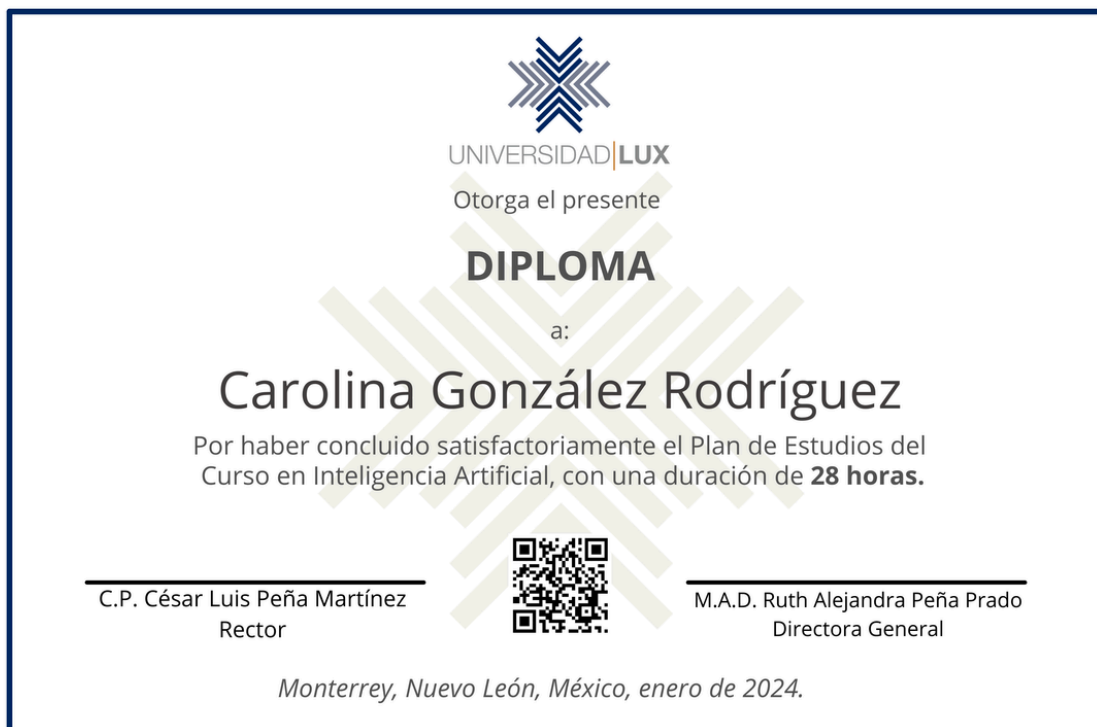 UNIVERSIDAD|LUX
Otorga el presente
DIPLOMA
a:
Carolina González Rodríguez
Por haber concluido satisfactoriamente el Plan de Estudios del
Curso en Inteligencia Artificial, con una duración de 28 horas.
C.P. César Luis Peña Martínez
Rector
M.A.D. Ruth Alejandra Peña Prado
Directora General
Monterrey, Nuevo León, México, enero de 2024.